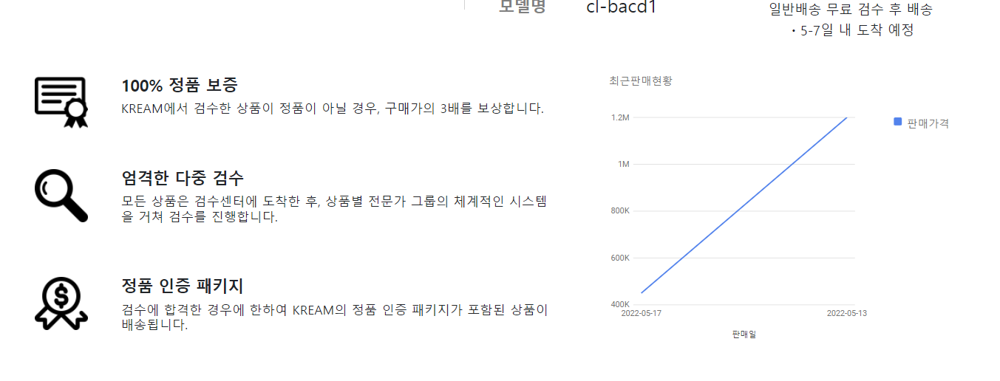 모델명
cl-bacd1
일반배송 무료 검수 후 배송
・5-7일 내 도착 예정
100% 정품 보증
KREAM에서 검수한 상품이 정품이 아닐 경우, 구매가의 3배를 보상합니다.
엄격한 다중 검수
모든 상품은 검수센터에 도착한 후, 상품별 전문가 그룹의 체계적인 시스템
을 거쳐 검수를 진행합니다.
정품 인증 패키지
검수에 합격한 경우에 한하여 KREAM의 정품 인증 패키지가 포함된 상품이
배송됩니다.
최근판매현황
1.2M
1M
800K
600K
400K
2022-05-17
2022-05-13
판매일
판매가격
$